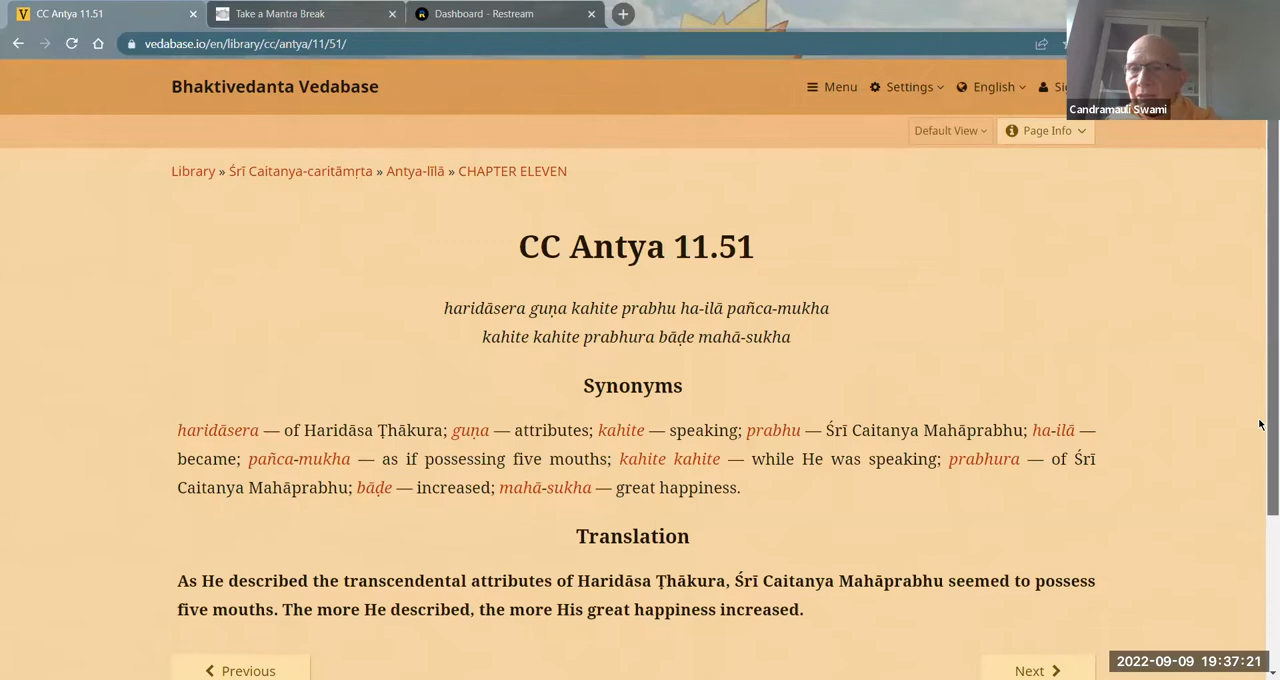 CC Antya 11.51
Take a Mantra Break
Dashboard - Restream
vedabase.io/en/library/cc/antya/11/51/
Bhaktivedanta Vedabase
Menu
Settings
English
Candramauli Swami
Default View
Page Info
Library » Śrī Caitanya-caritāmṛta » Antya-līlā » CHAPTER ELEVEN
CC Antya 11.51
haridāsera guṇa kahite prabhu ha-ilā pañca-mukha
kahite kahite prabhura bāḍe mahā-sukha
Synonyms
haridāsera — of Haridāsa Ṭhākura; guṇa — attributes; kahite — speaking; prabhu — Śrī Caitanya Mahāprabhu; ha-ilā —
became; pañca-mukha — as if possessing five mouths; kahite kahite — while He was speaking; prabhura — of Śrī
Caitanya Mahāprabhu; bāḍe — increased; mahā-sukha — great happiness.
Translation
As He described the transcendental attributes of Haridāsa Ṭhākura, Śrī Caitanya Mahāprabhu seemed to possess
five mouths. The more He described, the more His great happiness increased.
Previous
Next
2022-09-09 19:37:21